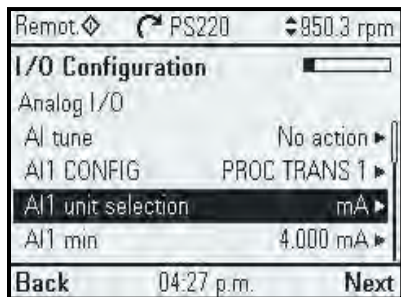 Remot. PS220 950.3 rpm
I/O Configuration
Analog I/O
AI tune No action
AI1 CONFIG PROC TRANS 1
AI1 unit selection mA
AI1 min 4.000 mA
Back 04:27 p.m. Next